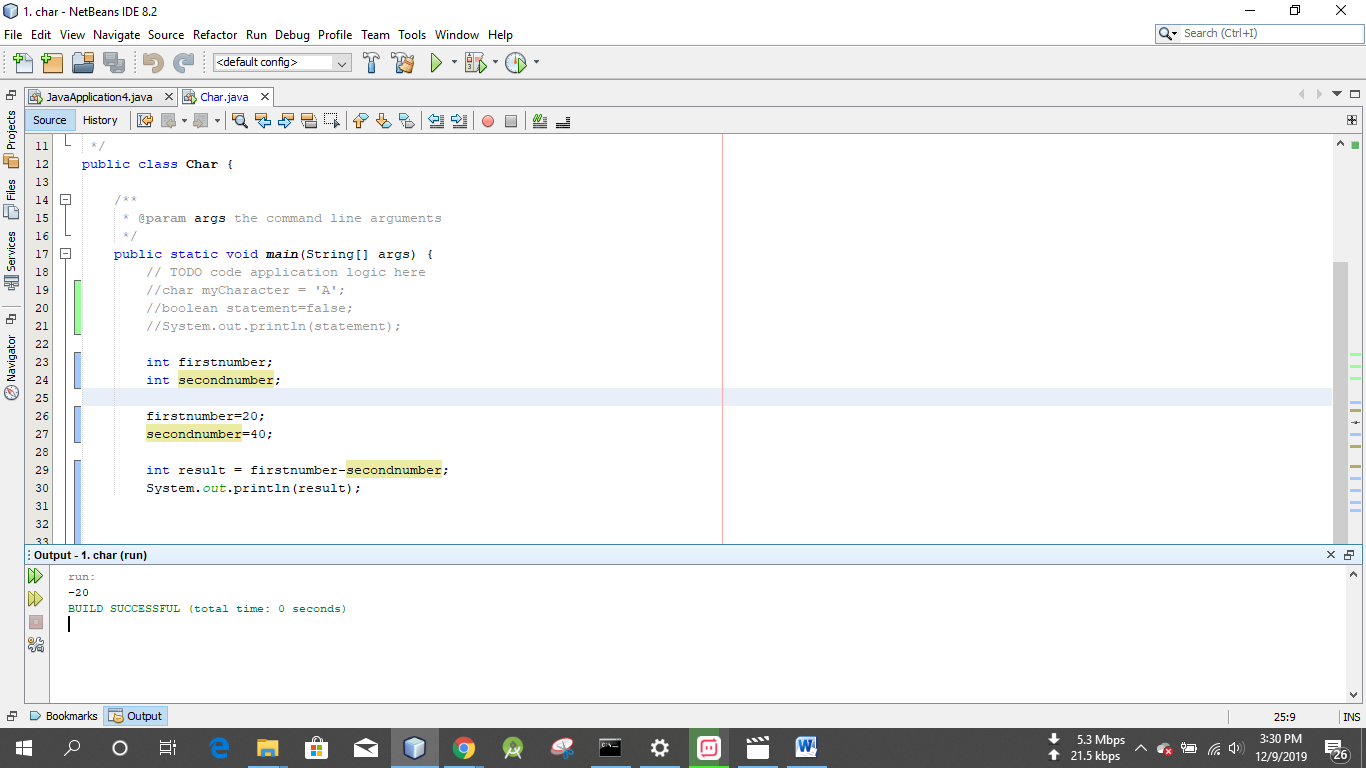 1. char - NetBeans IDE 8.2
File Edit View Navigate Source Refactor Run Debug Profile Team Tools Window Help
Search (Ctrl+I)
<default config>
JavaApplication4.java
Char.java
Source
History
Projects
Files
Services
Navigator
11 */
12 public class Char {
13
14 /**
15 * @param args the command line arguments
16 */
17 public static void main(String[] args) {
18 // TODO code application logic here
19 //char myCharacter = 'A';
20 //boolean statement=false;
21 //System.out.println(statement);
22
23 int firstnumber;
24 int secondnumber;
25
26 firstnumber=20;
27 secondnumber=40;
28
29 int result = firstnumber-secondnumber;
30 System.out.println(result);
31
32
33
Output - 1. char (run)
run:
-20
BUILD SUCCESSFUL (total time: 0 seconds)
Bookmarks
Output
25:9
INS
5.3 Mbps
21.5 kbps
3:30 PM
12/9/2019
26